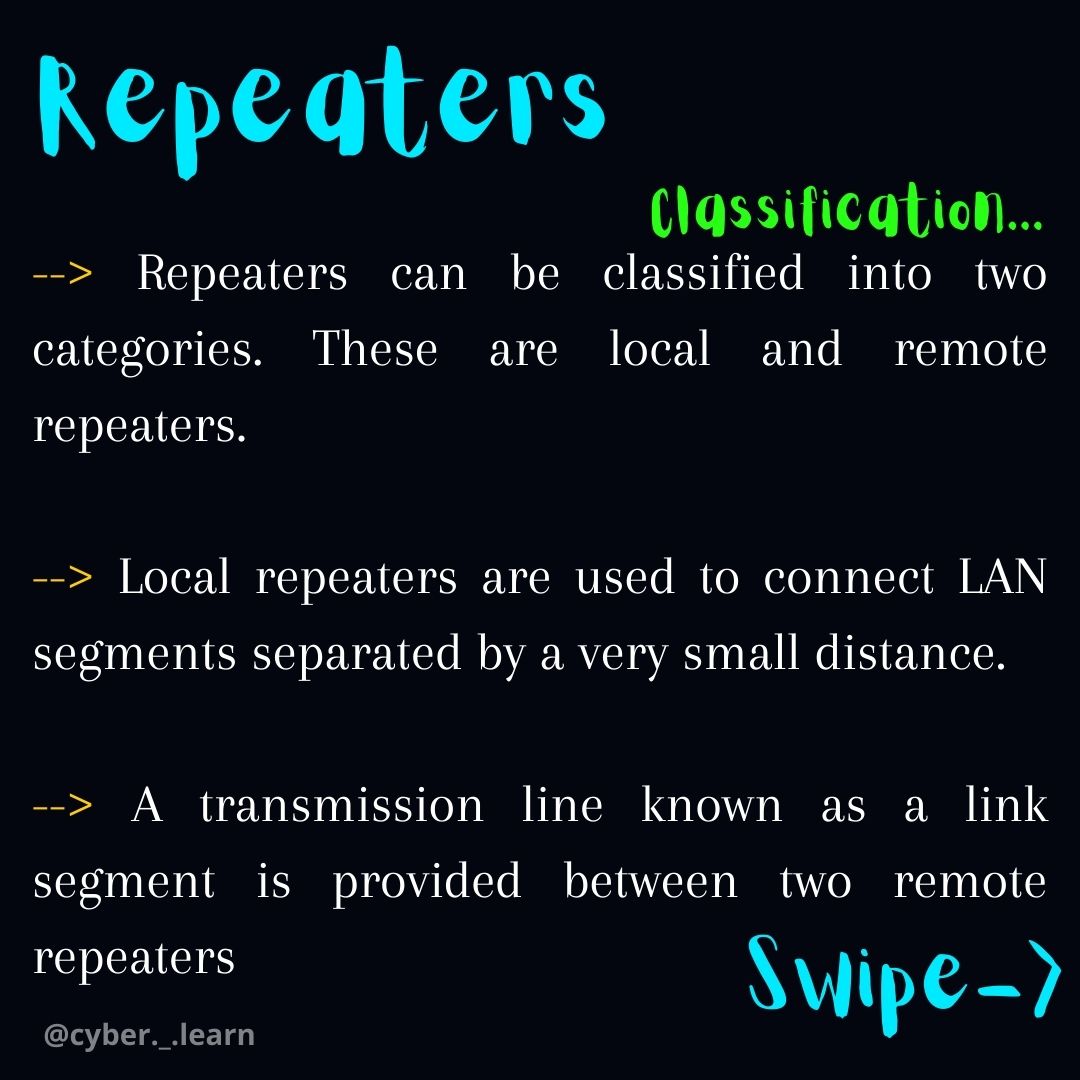 Repeaters
Classification...
--> Repeaters can be classified into two
categories. These are local and remote
repeaters.
--> Local repeaters are used to connect LAN
segments separated by a very small distance.
--> A transmission line known as a link
segment is provided between two remote
repeaters
Swipe->
@cyber._.learn